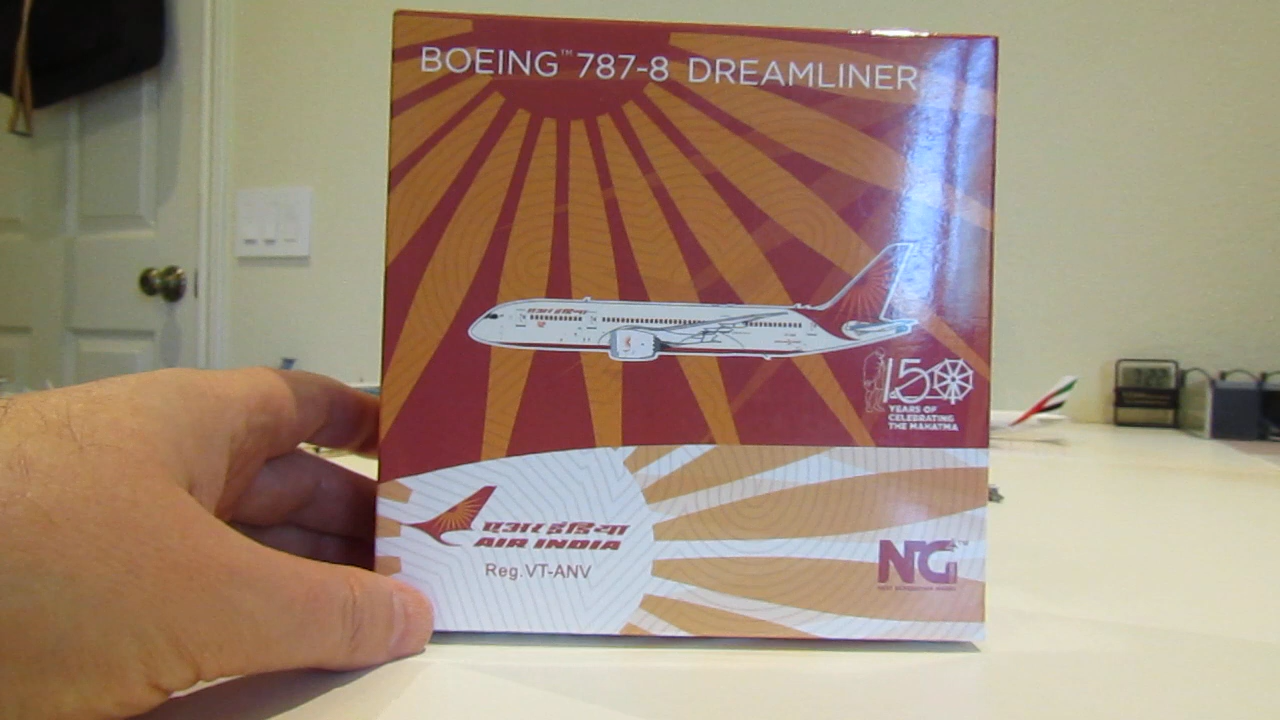 BOEING™ 787-8 DREAMLINER
150
YEARS OF
CELEBRATING
THE MAHATMA
एअर इंडिया
AIR INDIA
Reg. VT-ANV
NG